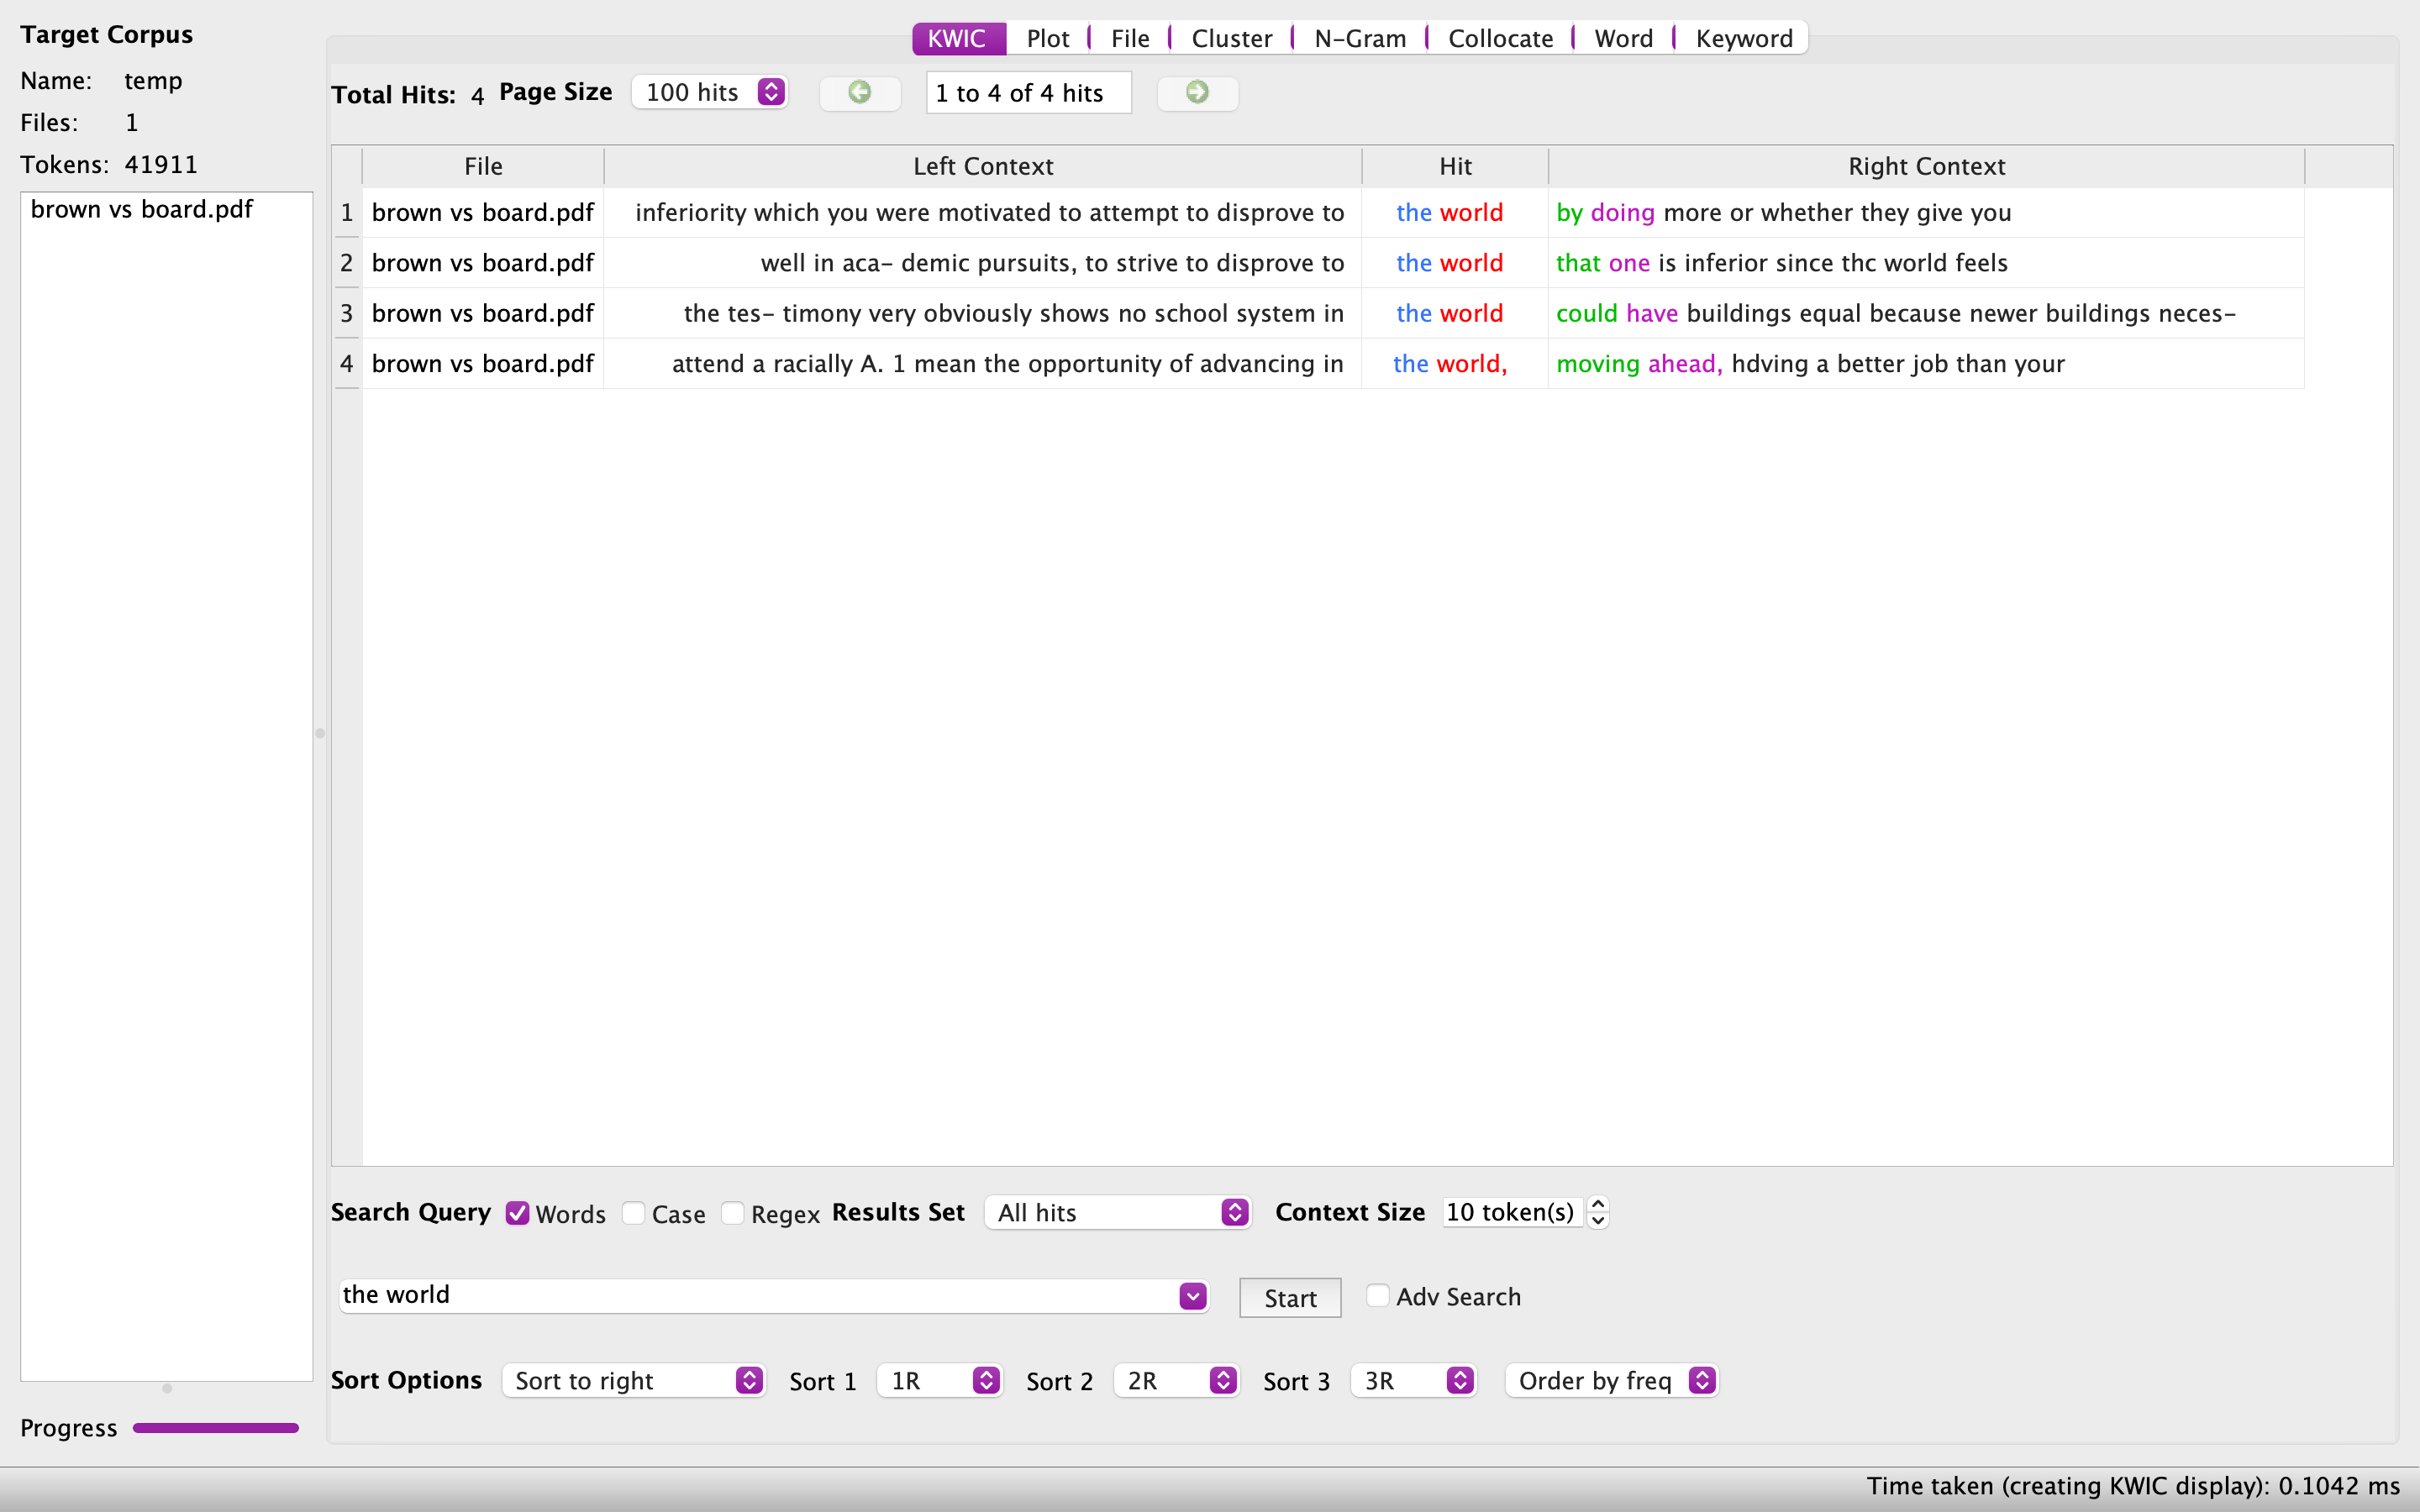 Target Corpus
Name: temp
Files: 1
Tokens: 41911
brown vs board.pdf
Progress
KWIC Plot File Cluster N-Gram Collocate Word Keyword
Total Hits: 4 Page Size 100 hits 1 to 4 of 4 hits
File Left Context Hit Right Context
1 brown vs board.pdf inferiority which you were motivated to attempt to disprove to the world by doing more or whether they give you
2 brown vs board.pdf well in aca- demic pursuits, to strive to disprove to the world that one is inferior since thc world feels
3 brown vs board.pdf the tes- timony very obviously shows no school system in the world could have buildings equal because newer buildings neces-
4 brown vs board.pdf attend a racially A. 1 mean the opportunity of advancing in the world, moving ahead, hdving a better job than your
Search Query Words Case Regex Results Set All hits Context Size 10 token(s)
the world Start Adv Search
Sort Options Sort to right Sort 1 1R Sort 2 2R Sort 3 3R Order by freq
Time taken (creating KWIC display): 0.1042 ms